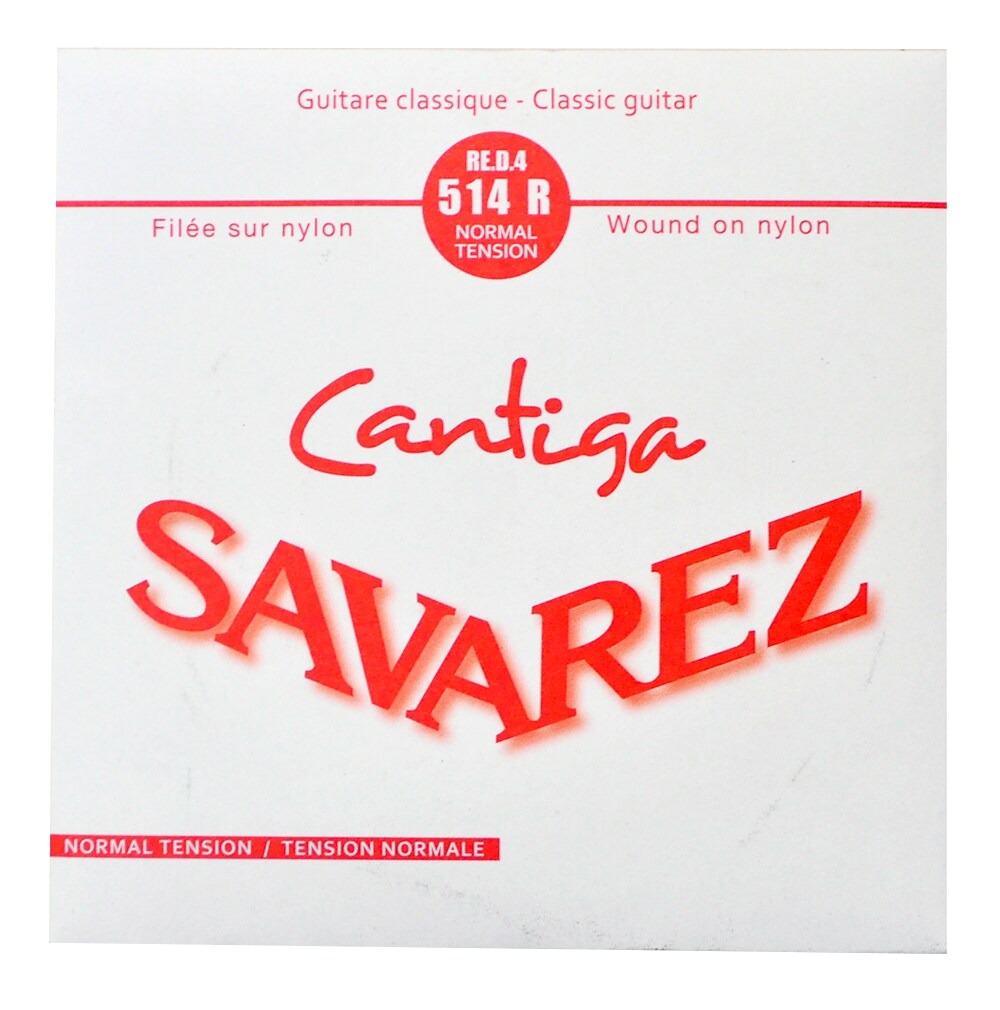 Guitare classique - Classic guitar
RE.D.4
514 R
NORMAL
TENSION
Filée sur nylon
Wound on nylon
Cantiga
SAVAREZ
NORMAL TENSION / TENSION NORMALE